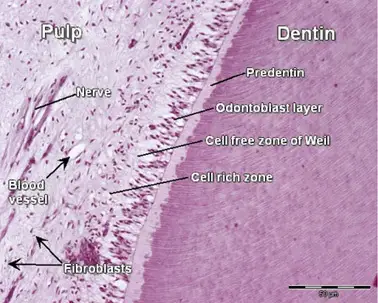 Pulp
Dentin
Predentin
Nerve
Odontoblast layer
Cell free zone of Weil
Cell rich zone
Blood
vessel
Fibroblasts